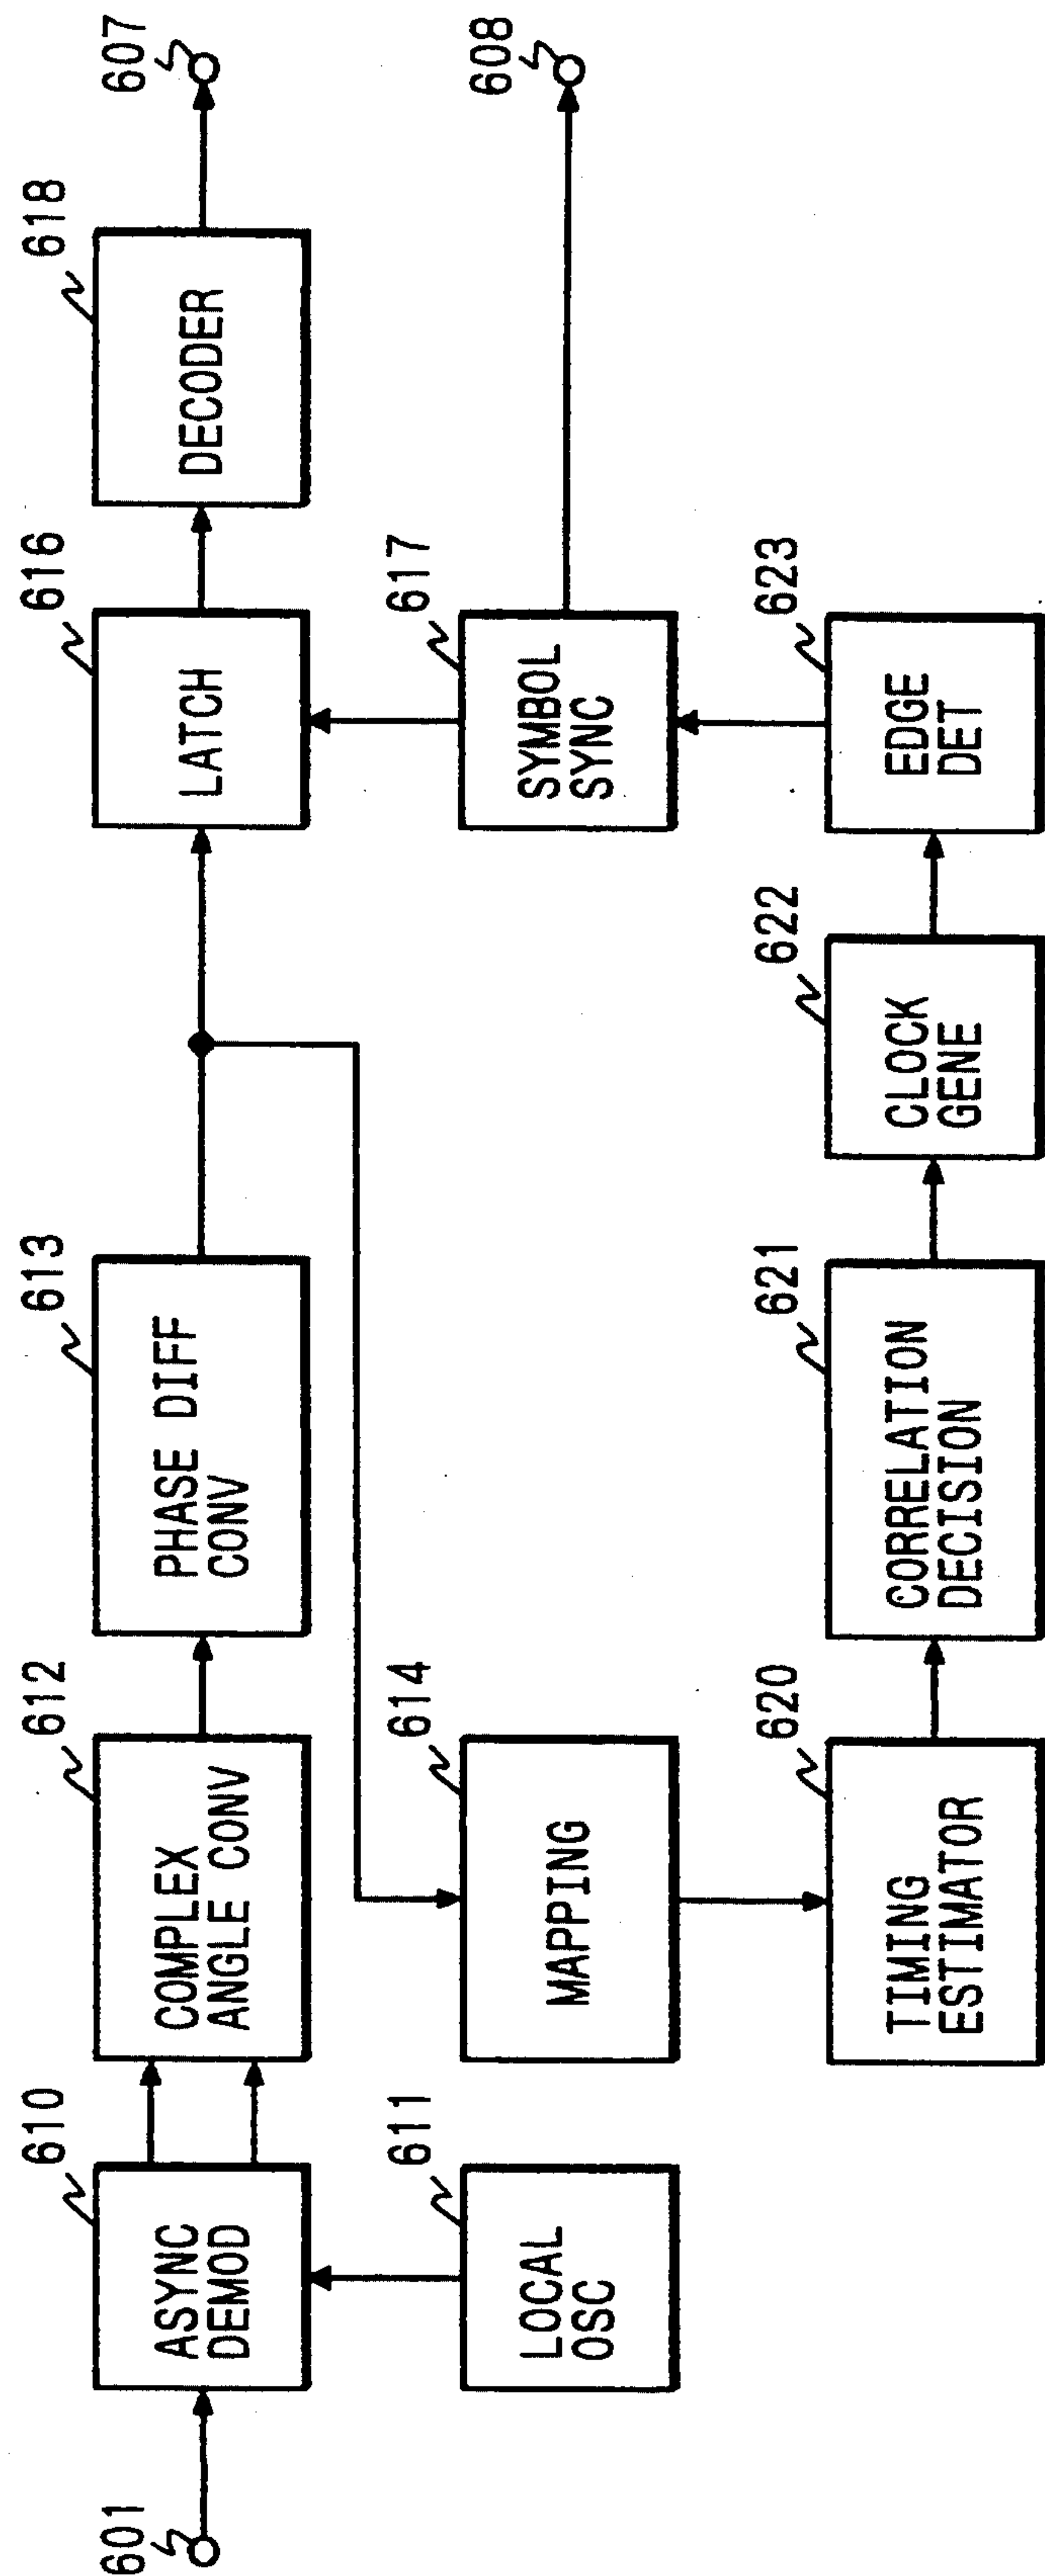 601
610
ASYNC
DEMOD
611
LOCAL
OSC
612
COMPLEX
ANGLE CONV
613
PHASE DIFF
CONV
614
MAPPING
616
LATCH
618
DECODER
607
617
SYMBOL
SYNC
608
620
TIMING
ESTIMATOR
621
CORRELATION
DECISION
622
CLOCK
GENE
623
EDGE
DET